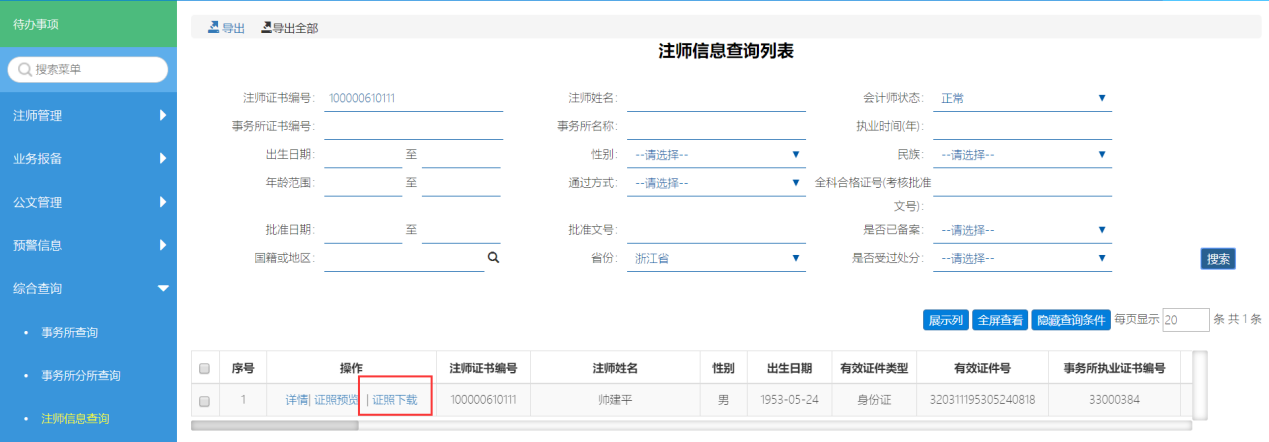 待办事项
搜索菜单
注师管理
业务报备
公文管理
预警信息
综合查询
• 事务所查询
• 事务所分所查询
• 注师信息查询
导出 导出全部
注师信息查询列表
注师证书编号: 100000610111 注师姓名: 会计师状态: 正常
事务所证书编号: 事务所名称: 执业时间(年):
出生日期: 至 性别: --请选择-- 民族: --请选择--
年龄范围: 至 通过方式: --请选择-- 全科合格证号(考核批准
文号):
批准日期: 至 批准文号: 是否已备案: --请选择--
国籍或地区: 省份: 浙江省 是否受过处分: --请选择-- 搜索
展示列 全屏查看 隐藏查询条件 每页显示 20 条 共 1 条
序号 操作 注师证书编号 注师姓名 性别 出生日期 有效证件类型 有效证件号 事务所执业证书编号
1 详情| 证照预览 | 证照下载 100000610111 帅建平 男 1953-05-24 身份证 320311195305240818 33000384